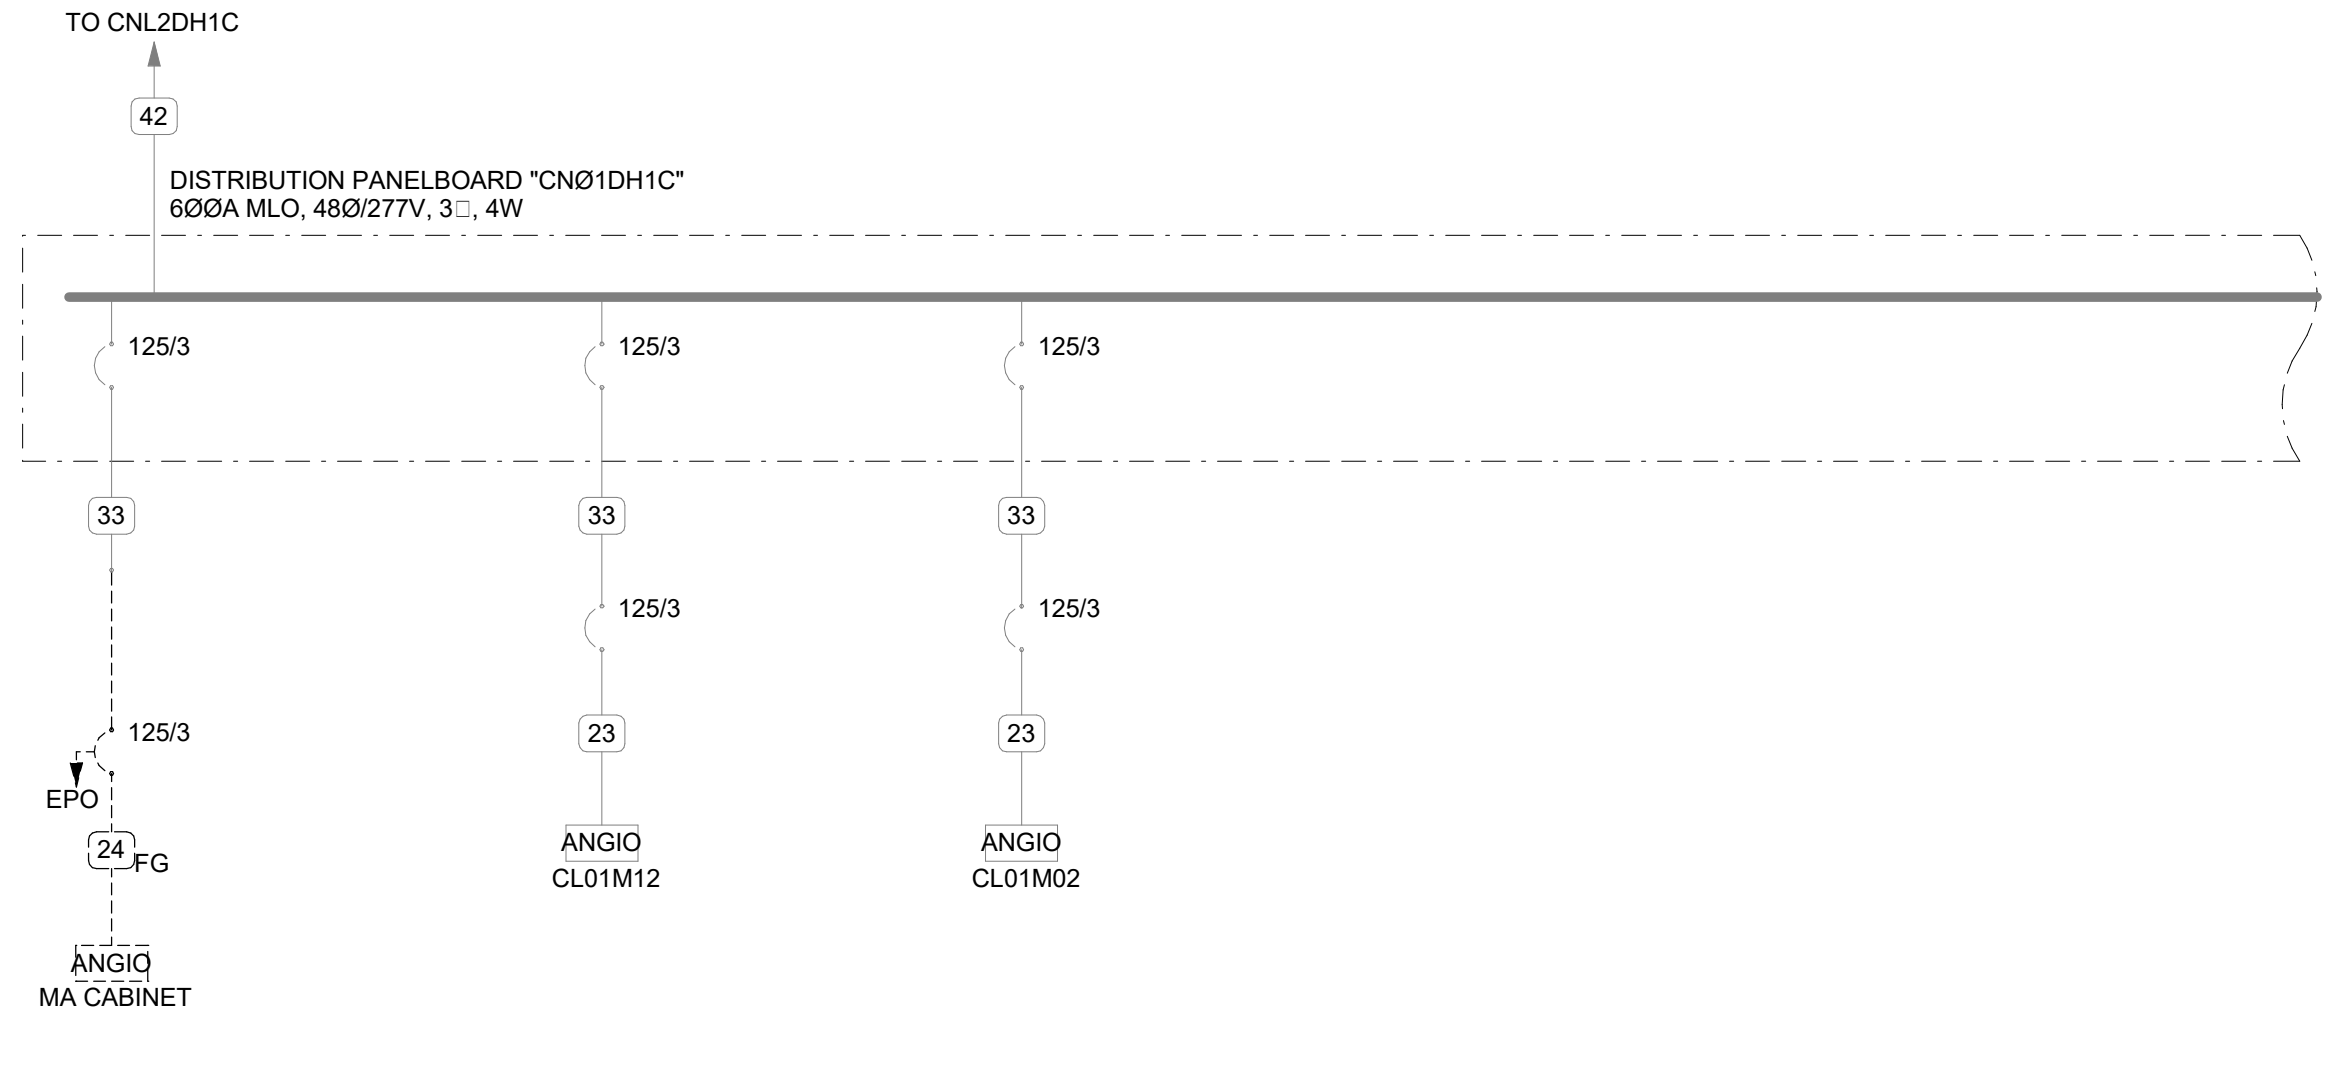 TO CNL2DH1C
42
DISTRIBUTION PANELBOARD "CNØ1DH1C"
6ØØA MLO, 48Ø/277V, 3□, 4W
125/3 125/3 125/3
33 33 33
125/3 125/3
125/3 23 23
EPO
24 FG ANGIO ANGIO
CL01M12 CL01M02
ANGIO
MA CABINET